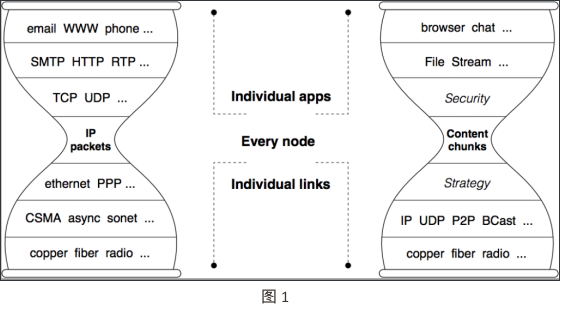 email WWW phone ...
SMTP HTTP RTP ...
TCP UDP ...
IP
packets
ethernet PPP ...
CSMA async sonet ...
copper fiber radio ...
Individual apps
Every node
Individual links
browser chat ...
File Stream ...
Security
Content
chunks
Strategy
IP UDP P2P BCast ...
copper fiber radio ...
图 1